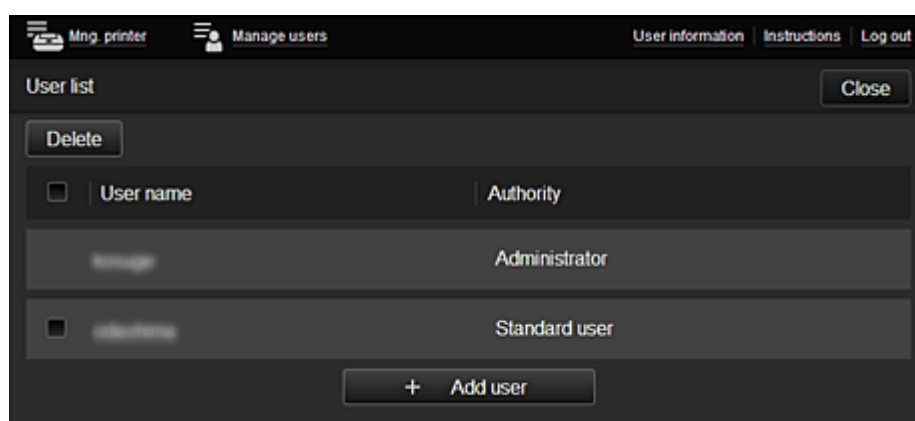 Mng. printer Manage users User information Instructions Log out
User list Close
Delete
User name Authority
Administrator
Standard user
+ Add user